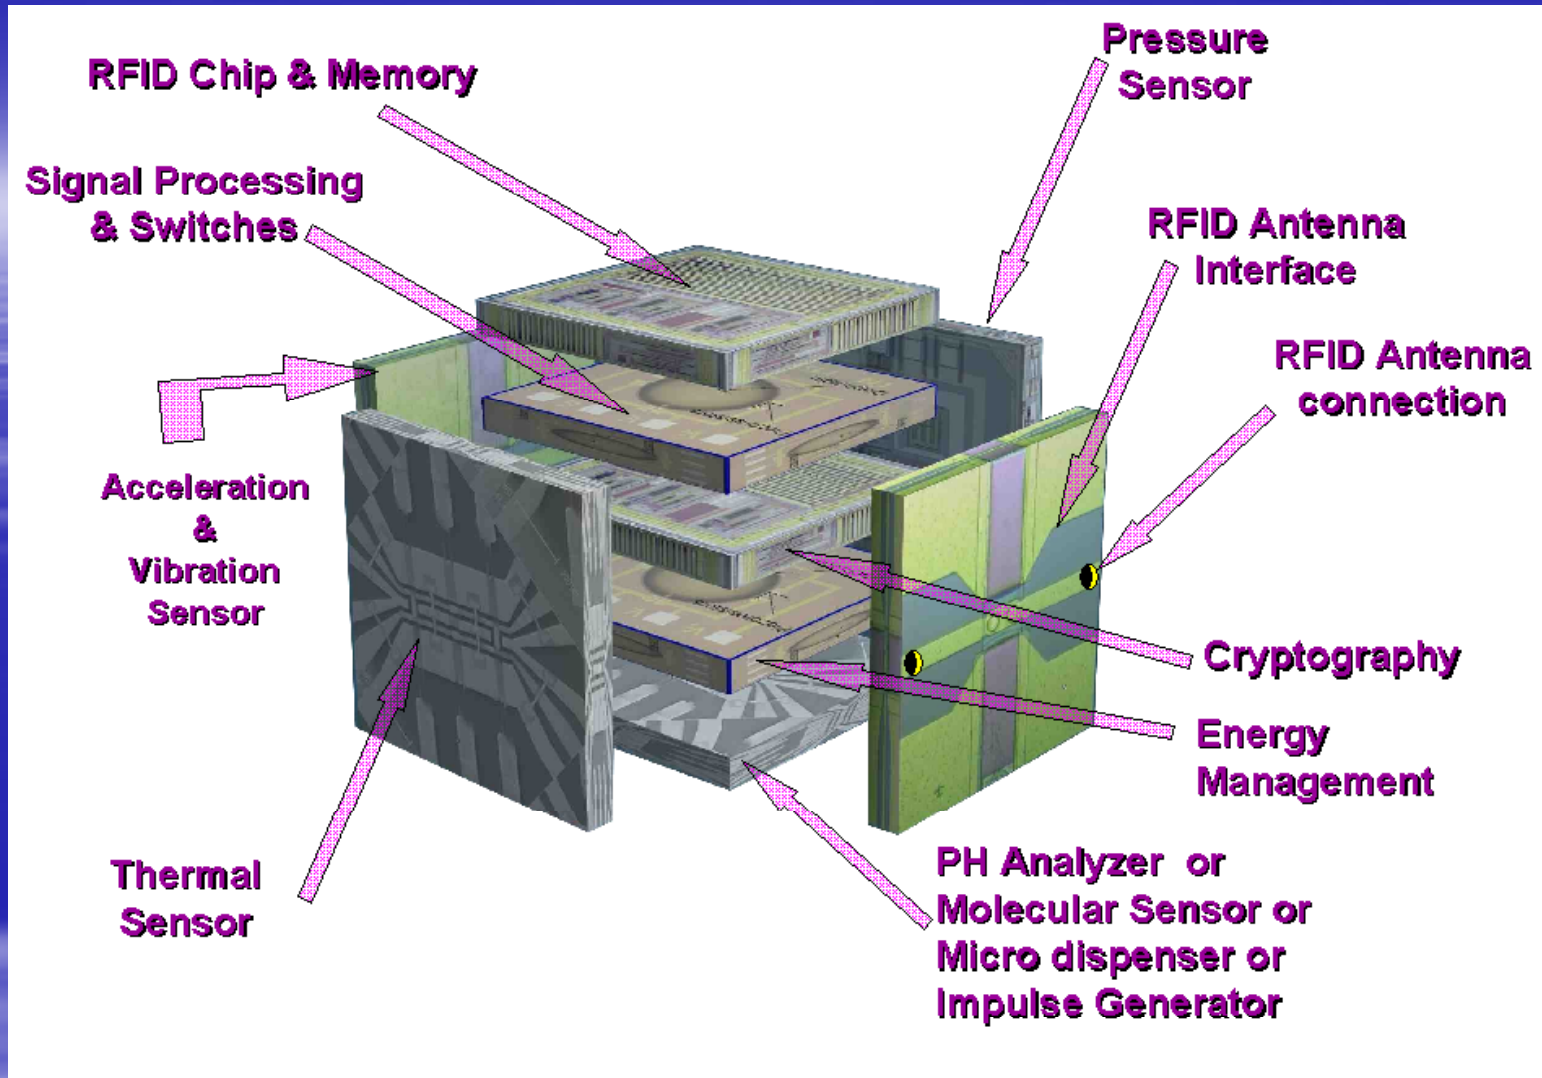 RFID Chip & Memory
Pressure
Sensor
Signal Processing
& Switches
RFID Antenna
Interface
RFID Antenna
connection
Acceleration
&
Vibration
Sensor
Cryptography
Energy
Management
Thermal
Sensor
PH Analyzer or
Molecular Sensor or
Micro dispenser or
Impulse Generator